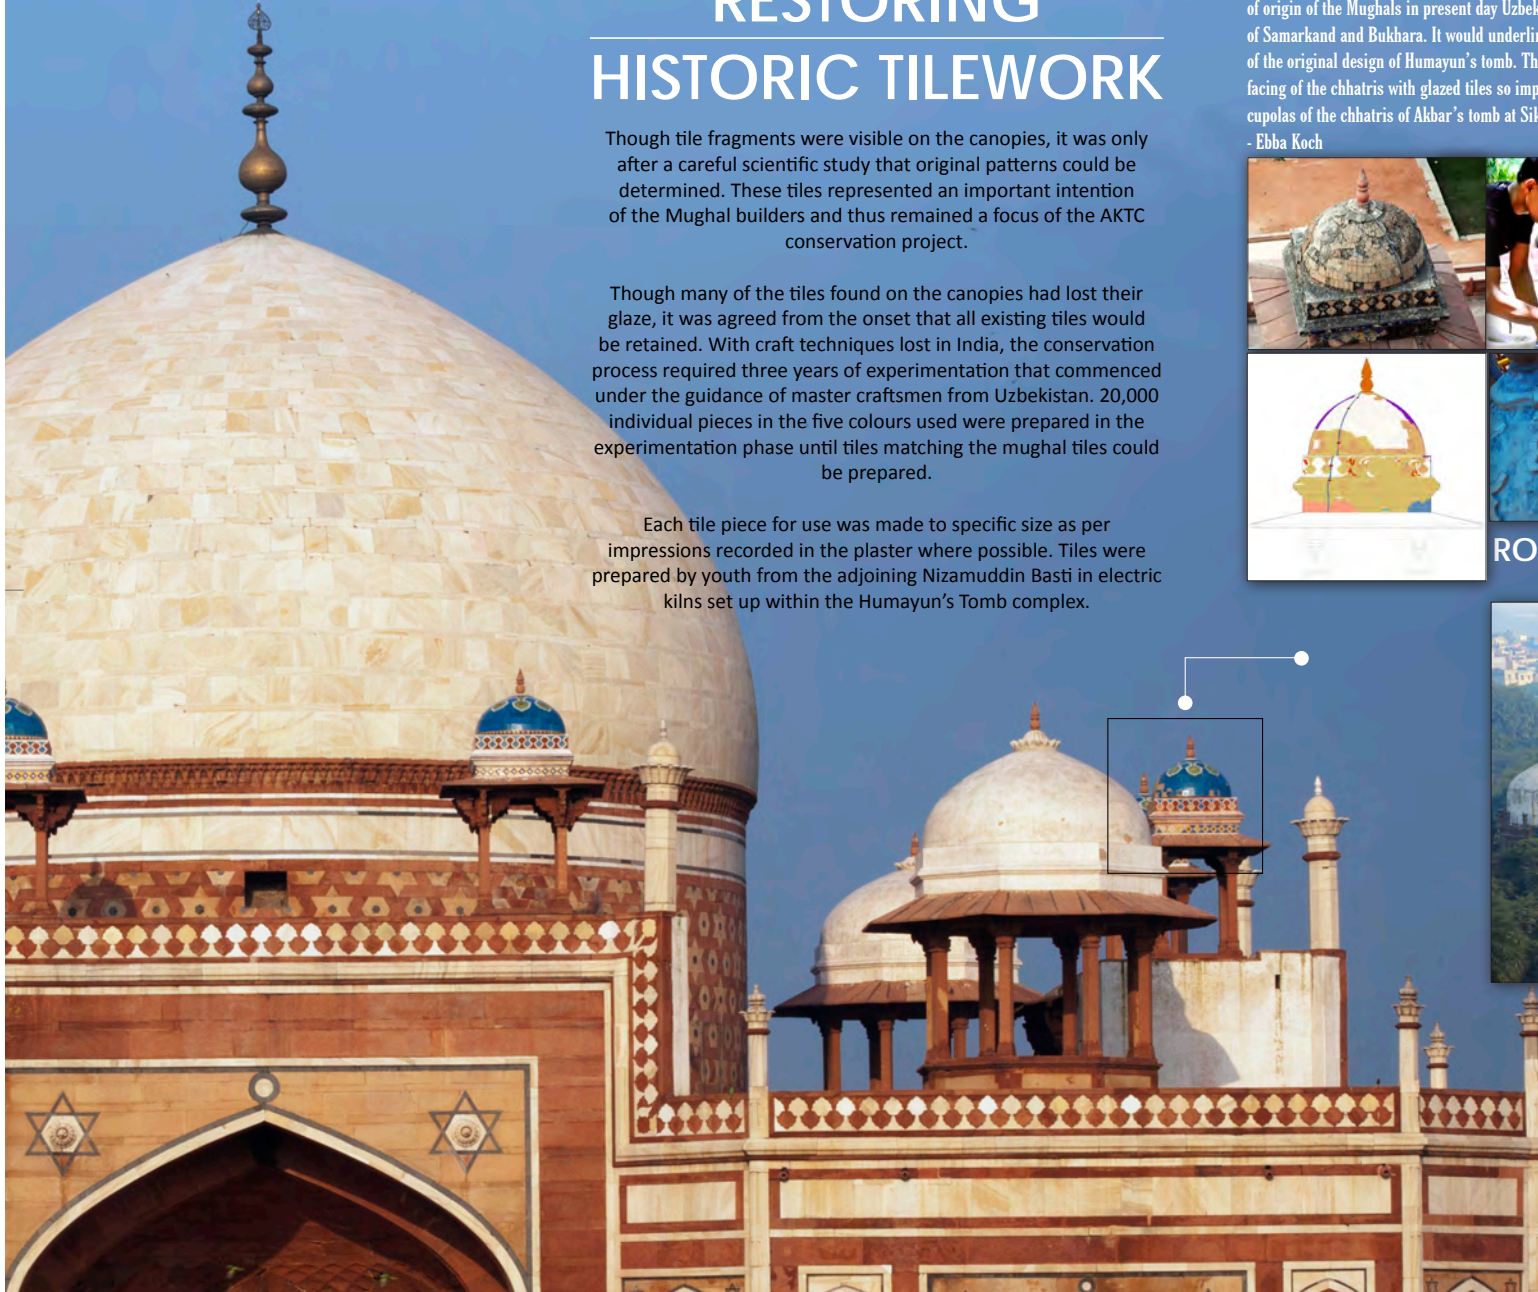 RESTORING
HISTORIC TILEWORK
Though tile fragments were visible on the canopies, it was only
after a careful scientific study that original patterns could be
determined. These tiles represented an important intention
of the Mughal builders and thus remained a focus of the AKTC
conservation project.
Though many of the tiles found on the canopies had lost their
glaze, it was agreed from the onset that all existing tiles would
be retained. With craft techniques lost in India, the conservation
process required three years of experimentation that commenced
under the guidance of master craftsmen from Uzbekistan. 20,000
individual pieces in the five colours used were prepared in the
experimentation phase until tiles matching the mughal tiles could
be prepared.
Each tile piece for use was made to specific size as per
impressions recorded in the plaster where possible. Tiles were
prepared by youth from the adjoining Nizamuddin Basti in electric
kilns set up within the Humayun's Tomb complex.
of origin of the Mughals in present day
of Samarkand and Bukhara. It would
of the original design of Humayun's tomb.
facing of the chhatris with glazed tiles so
cupolas of the chhatris of Akbar's tomb at
- Ebba Koch